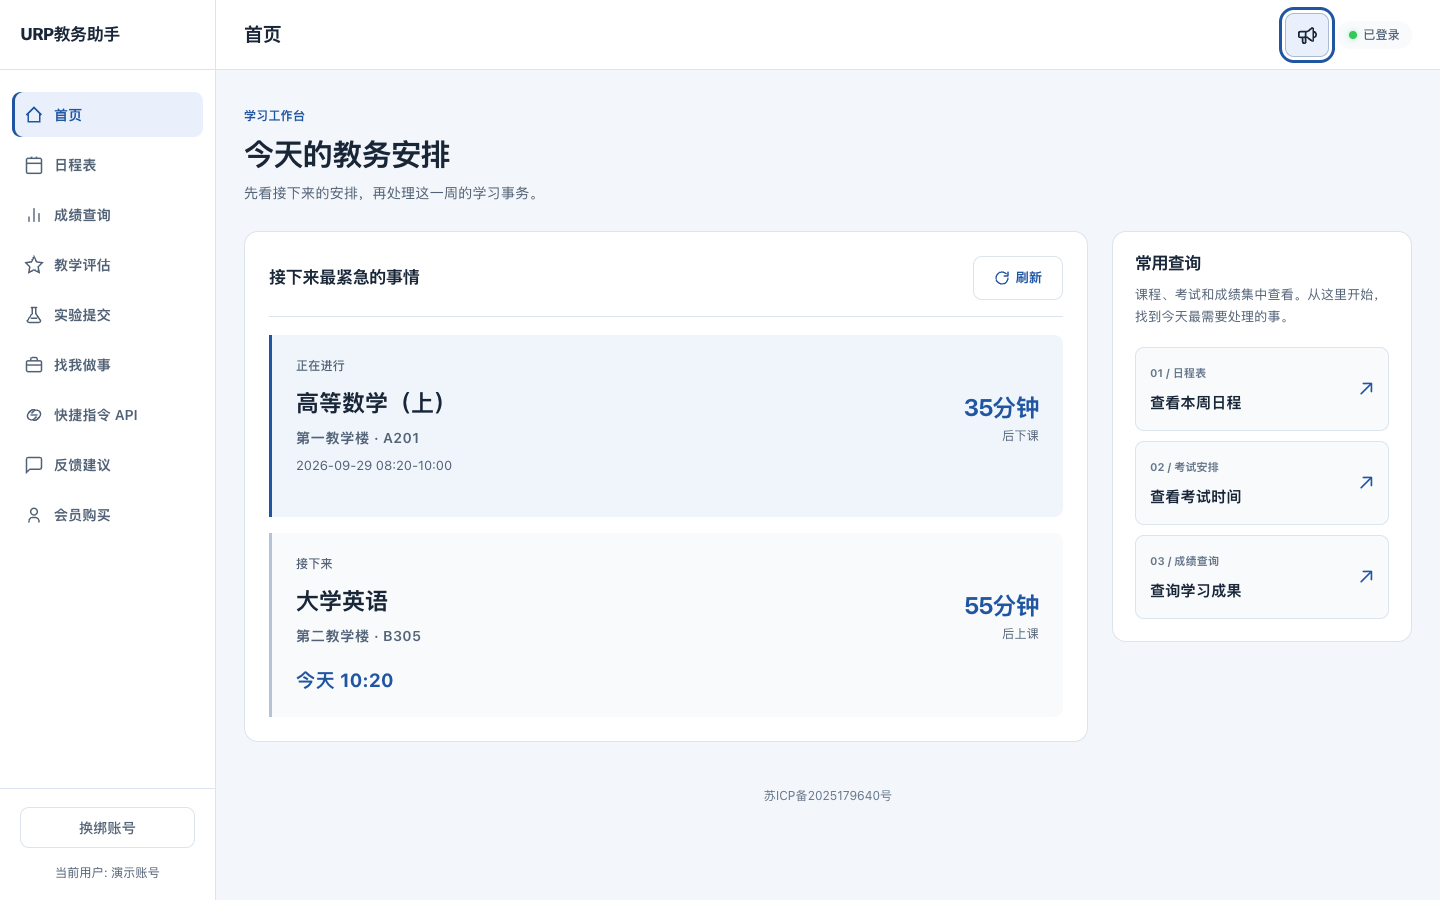 URP教务助手
首页
日程表
成绩查询
教学评估
实验提交
找我做事
快捷指令 API
反馈建议
会员购买
换绑账号
当前用户: 演示账号
首页
已登录
学习工作台
今天的教务安排
先看接下来的安排，再处理这一周的学习事务。
接下来最紧急的事情
刷新
正在进行
高等数学（上）
第一教学楼 · A201
2026-09-29 08:20-10:00
35分钟
后下课
接下来
大学英语
第二教学楼 · B305
今天 10:20
55分钟
后上课
常用查询
课程、考试和成绩集中查看。从这里开始，
找到今天最需要处理的事。
01 / 日程表
查看本周日程
02 / 考试安排
查看考试时间
03 / 成绩查询
查询学习成果
苏ICP备2025179640号